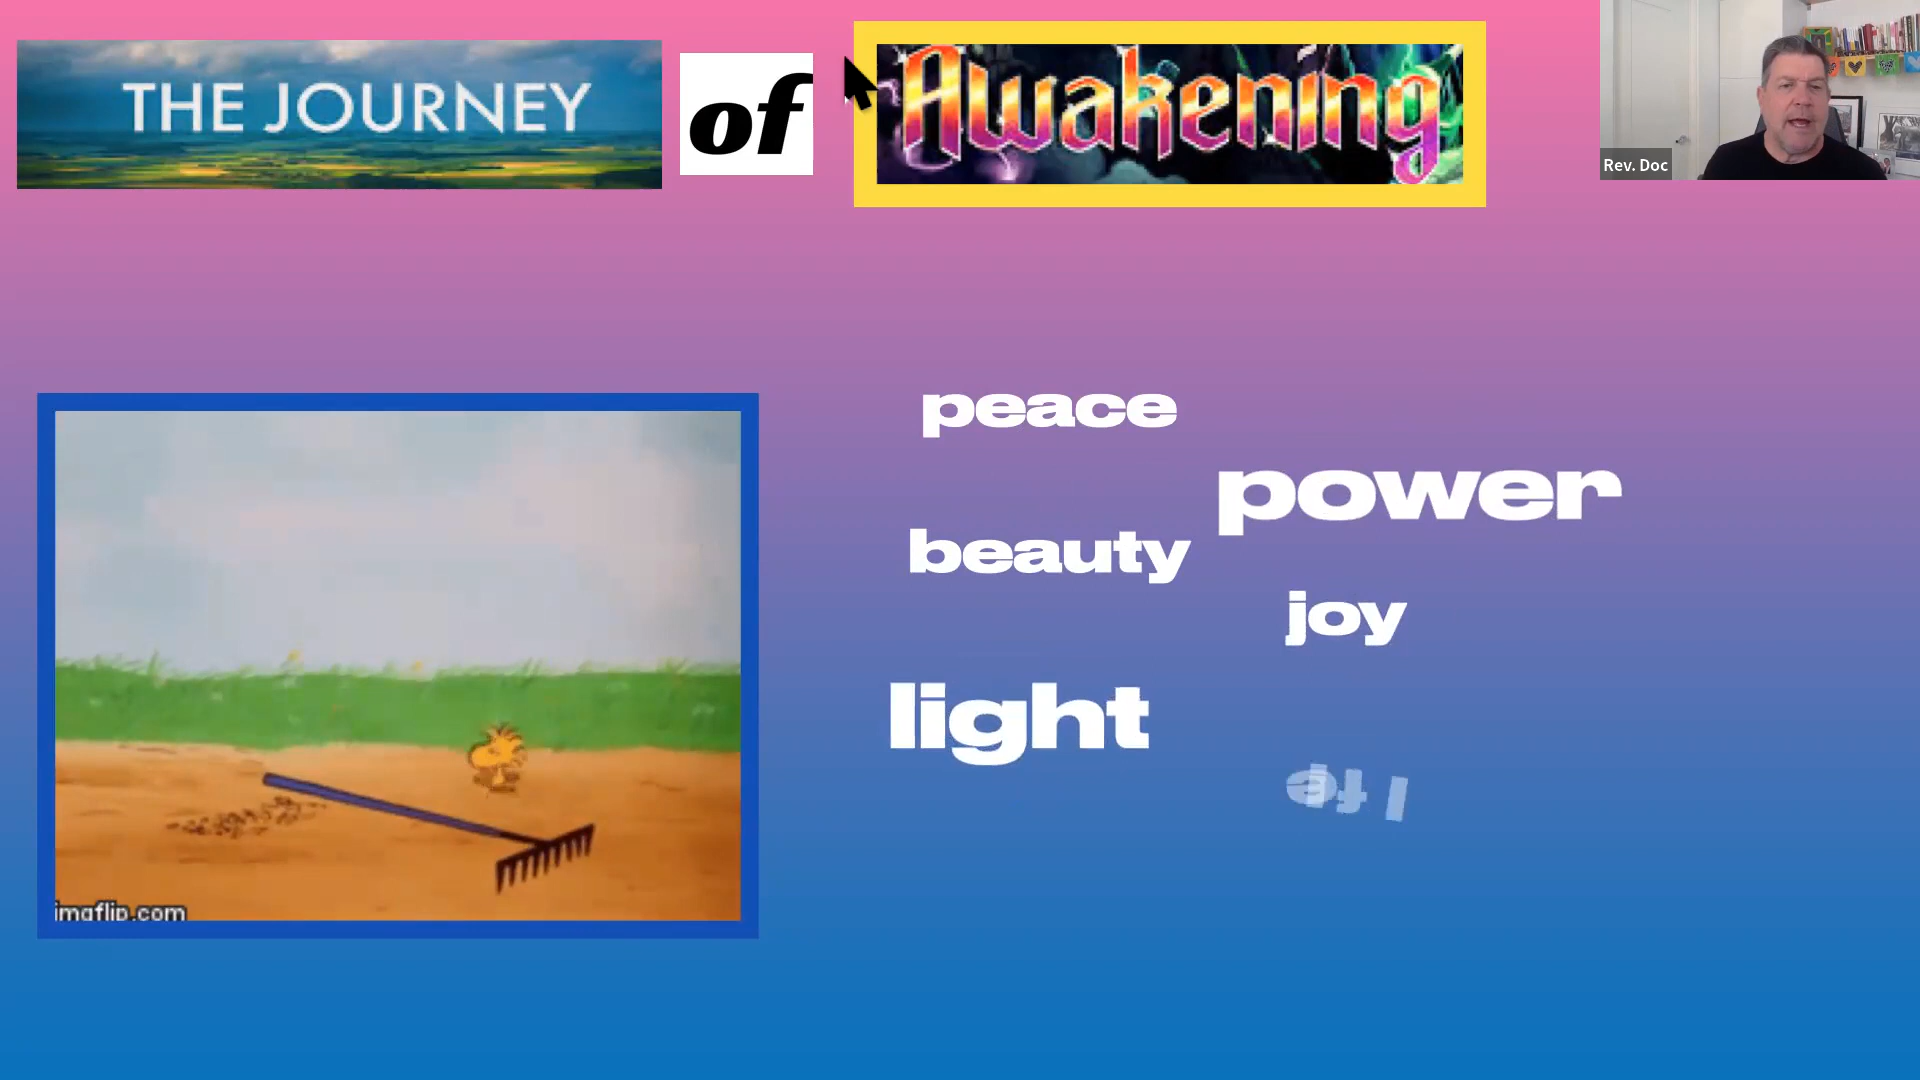 THE JOURNEY
of
Awakening
Rev. Doc
peace
power
beauty
joy
light
imgflip.com